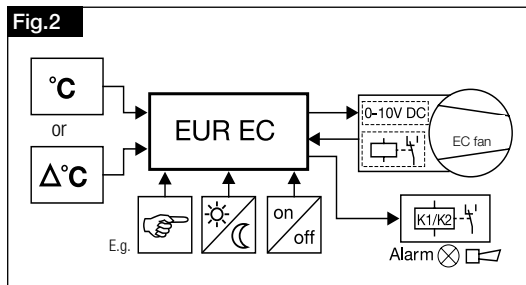 Fig.2
°C
or
Δ°C
EUR EC
0-10V DC
EC fan
E.g.
on
off
K1/K2
Alarm